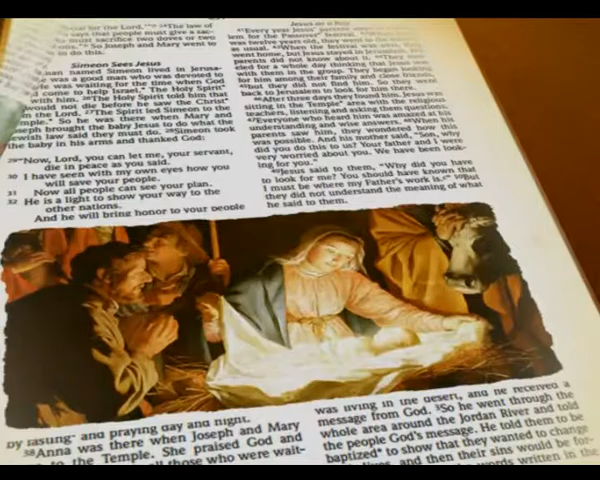 for the Lord."
24The law of
says that people must give a sac-
must sacrifice two doves or two
So Joseph and Mary went to
to do this.
Simeon Sees Jesus
man named Simeon lived in Jerusa-
was a good man who was devoted to
was waiting for the time when God
come to help Israel. The Holy Spirit
with him. 26The Holy Spirit told him that
would not die before he saw the Christ
the Lord. 27The Spirit led Simeon to the
So he was there when Mary and
Joseph brought the baby Jesus to do what the
law said they must do. 28Simeon took
the baby in his arms and thanked God:
29 "Now, Lord, you can let me, your servant,
die in peace as you said.
30 I have seen with my own eyes how you
will save your people.
31 Now all people can see your plan.
32 He is a light to show your way to the
other nations.
And he will bring honor to your people
by fasting and praying day and night.
38Anna was there when Joseph and Mary
to the Temple. She praised God and
all those who were wait-
Jesus as a Boy
41Every year Jesus'
for the Passover
was twelve years old, they went to the
as usual. 43When the festival was
went home, but Jesus stayed in Jerusalem.
parents did not know about it.
for a whole day thinking that Jesus
with them in the group. They began
for him among their family and close friends,
45but they did not find him. So they went
back to Jerusalem to look for him there.
46After three days they found him. Jesus was
sitting in the Temple area with the religious
teachers, listening and asking them questions.
47Everyone who heard him was amazed at his
understanding and wise answers. 48When his
parents saw him, they wondered how this
was possible. And his mother said, "Son, why
did you do this to us? Your father and I were
very worried about you. We have been look-
ing for you."
49Jesus said to them, "Why did you have
to look for me? You should have known that
I must be where my Father's work is." 50But
they did not understand the meaning of what
he said to them.
was living in the desert, and he received a
message from God. 3So he went through the
whole area around the Jordan River and told
the people God's message. He told them to be
baptized to show that they wanted to change
lives, and then their sins would be for-
words written in the